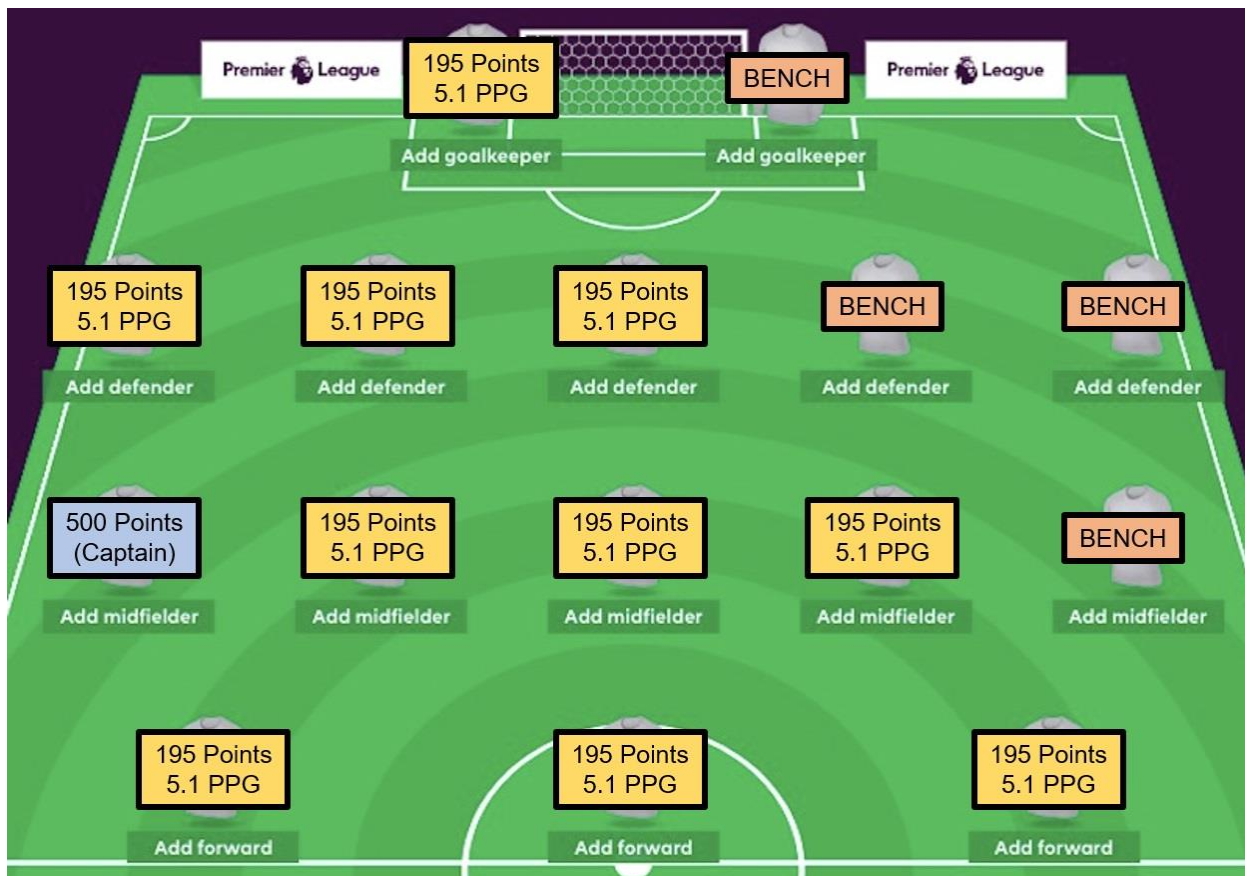 Premier League
195 Points
5.1 PPG
BENCH
Premier League
Add goalkeeper
Add goalkeeper
195 Points
5.1 PPG
195 Points
5.1 PPG
195 Points
5.1 PPG
BENCH
BENCH
Add defender
Add defender
Add defender
Add defender
Add defender
500 Points
(Captain)
195 Points
5.1 PPG
195 Points
5.1 PPG
195 Points
5.1 PPG
BENCH
Add midfielder
Add midfielder
Add midfielder
Add midfielder
Add midfielder
195 Points
5.1 PPG
195 Points
5.1 PPG
195 Points
5.1 PPG
Add forward
Add forward
Add forward